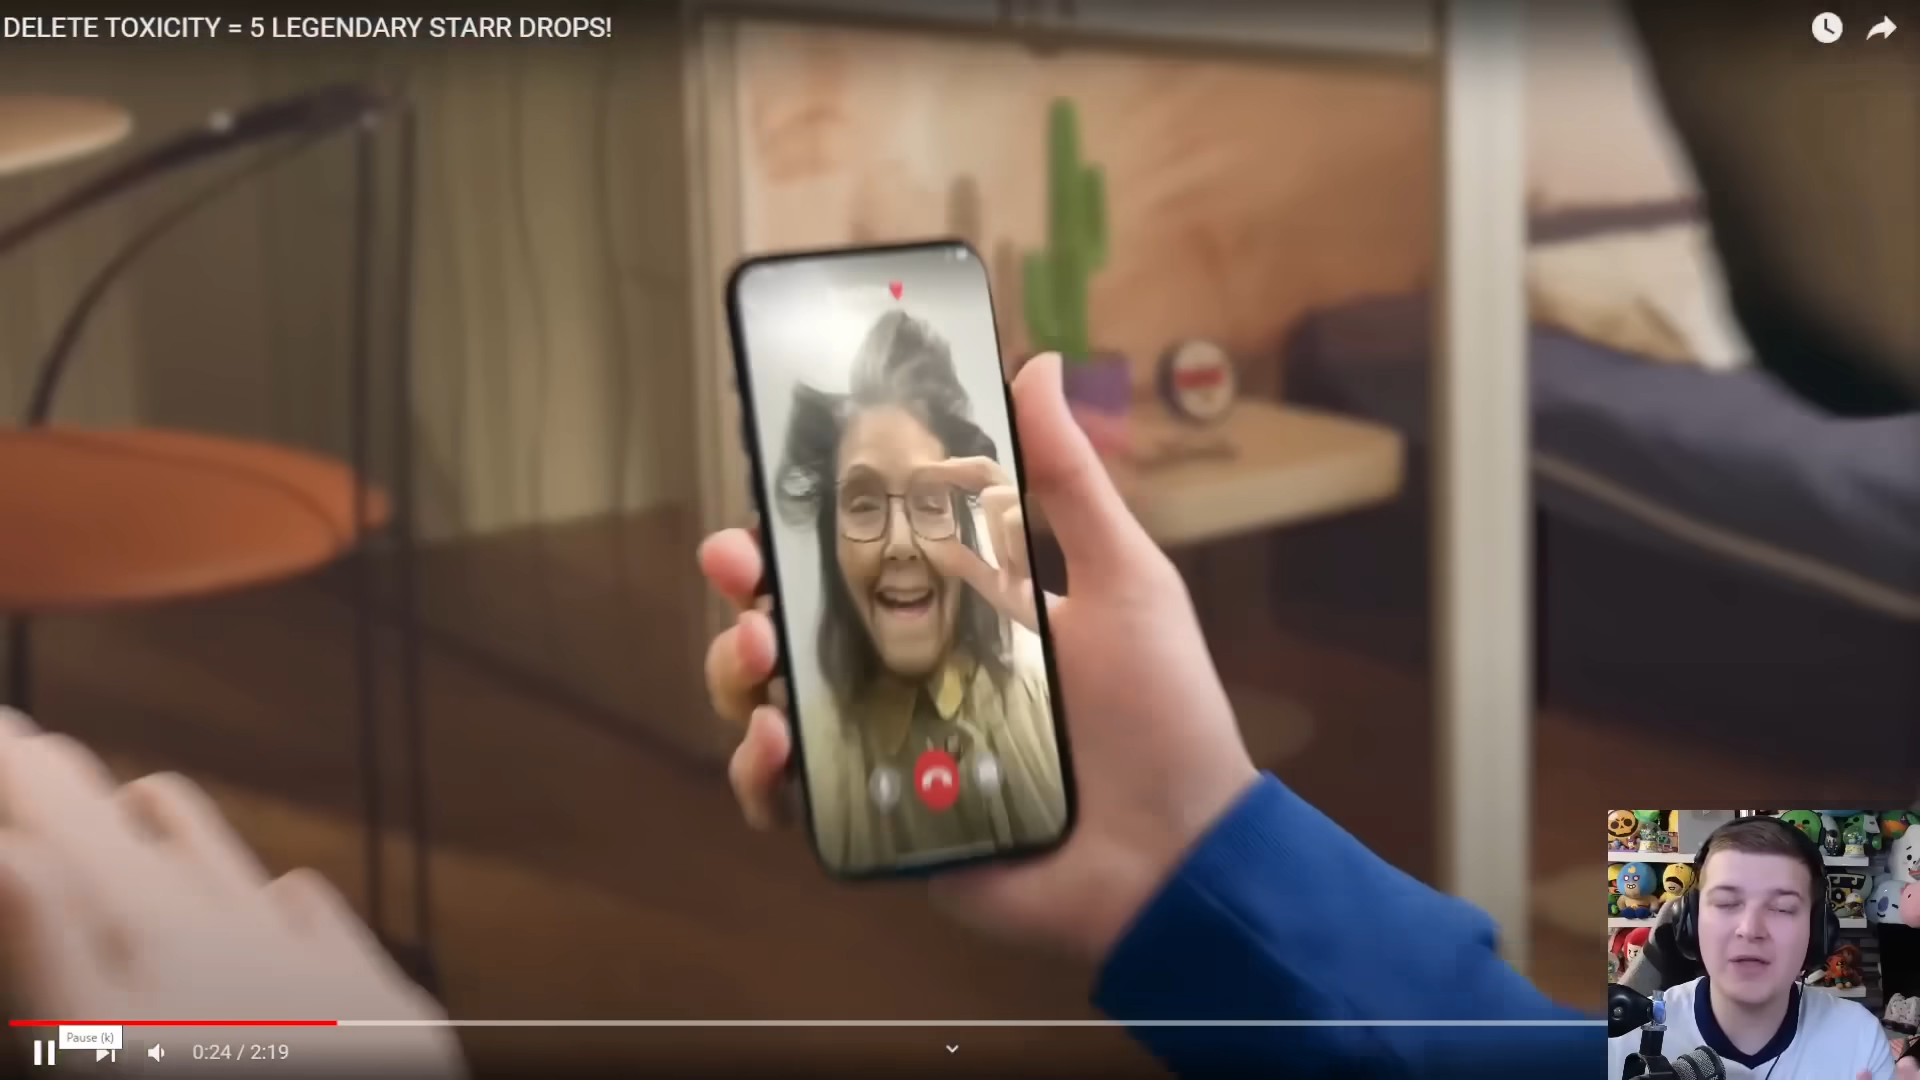 DELETE TOXICITY = 5 LEGENDARY STARR DROPS!
Pause (k)
0:24 / 2:19